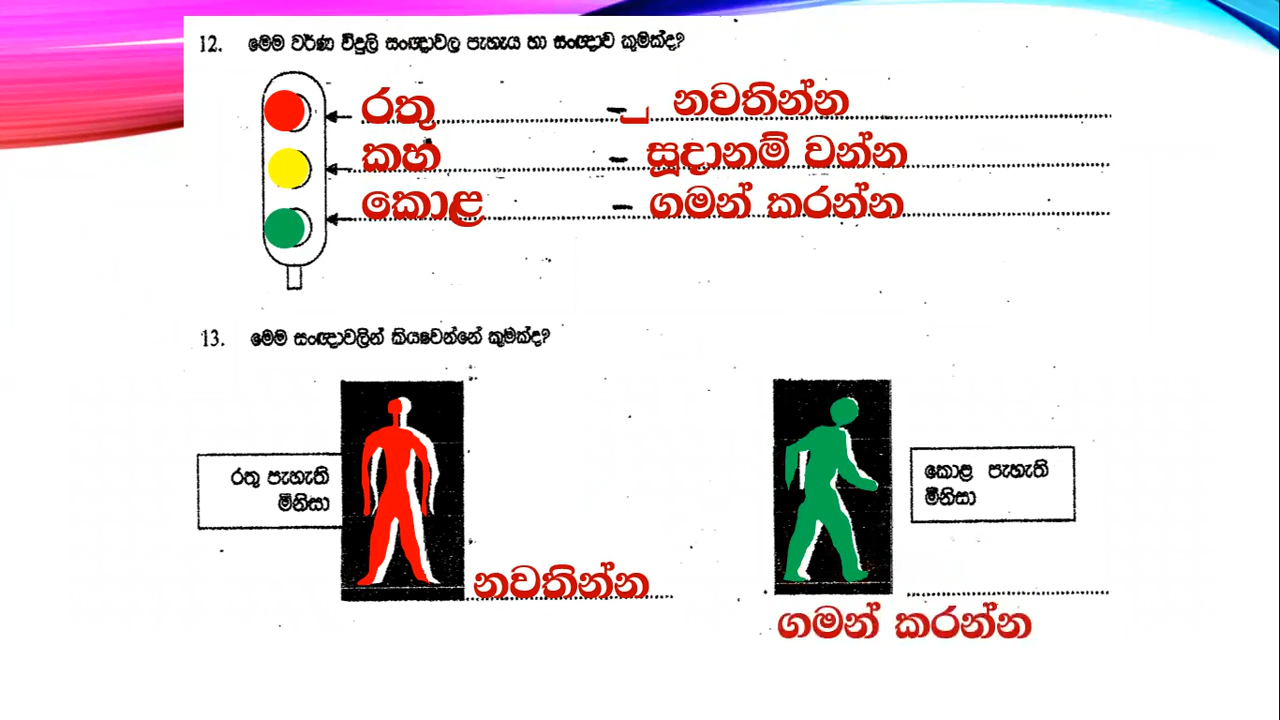 12. මෙම වර්ණ විදුලි සංඥාවල පැහැය හා සංඥාව කුමක්ද?
රතු - නවතින්න
කහ - සූදානම් වන්න
කොළ - ගමන් කරන්න
13. මෙම සංඥාවලින් කියවෙන්නේ කුමක්ද?
රතු පැහැති
මිනිසා
නවතින්න
කොළ පැහැති
මිනිසා
ගමන් කරන්න